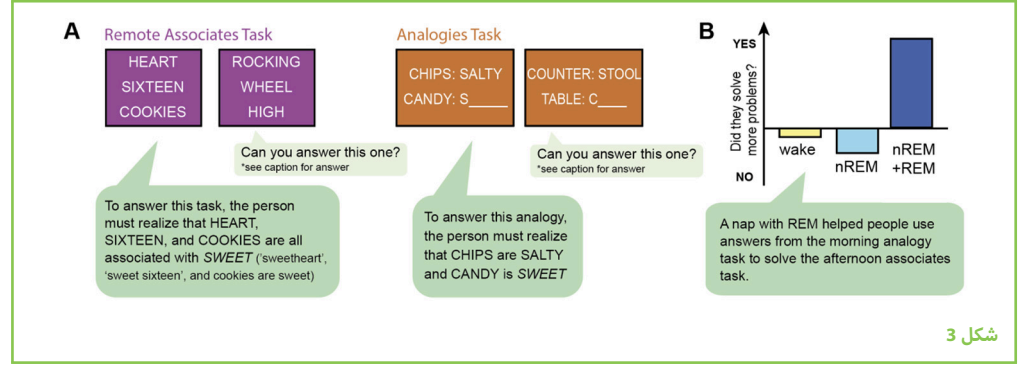 A
Remote Associates Task
HEART
SIXTEEN
COOKIES
ROCKING
WHEEL
HIGH
Can you answer this one?
*see caption for answer
To answer this task, the person
must realize that HEART,
SIXTEEN, and COOKIES are all
associated with SWEET (‘sweetheart’,
‘sweet sixteen’, and cookies are sweet)
Analogies Task
CHIPS: SALTY
CANDY: S_____
COUNTER: STOOL
TABLE: C____
Can you answer this one?
*see caption for answer
To answer this analogy,
the person must realize
that CHIPS are SALTY
and CANDY is SWEET
B
Did they solve
more problems?
YES
NO
wake
nREM
nREM
+REM
A nap with REM helped people use
answers from the morning analogy
task to solve the afternoon associates
task.
شكل 3